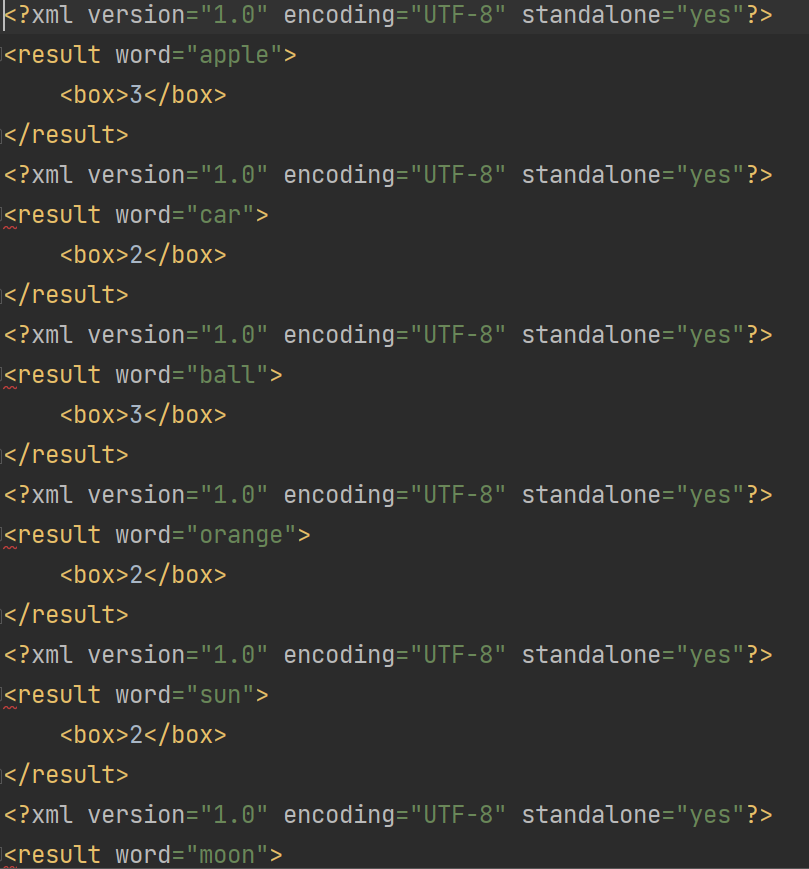 <?xml version="1.0" encoding="UTF-8" standalone="yes"?>
<result word="apple">
    <box>3</box>
</result>
<?xml version="1.0" encoding="UTF-8" standalone="yes"?>
<result word="car">
    <box>2</box>
</result>
<?xml version="1.0" encoding="UTF-8" standalone="yes"?>
<result word="ball">
    <box>3</box>
</result>
<?xml version="1.0" encoding="UTF-8" standalone="yes"?>
<result word="orange">
    <box>2</box>
</result>
<?xml version="1.0" encoding="UTF-8" standalone="yes"?>
<result word="sun">
    <box>2</box>
</result>
<?xml version="1.0" encoding="UTF-8" standalone="yes"?>
<result word="moon">